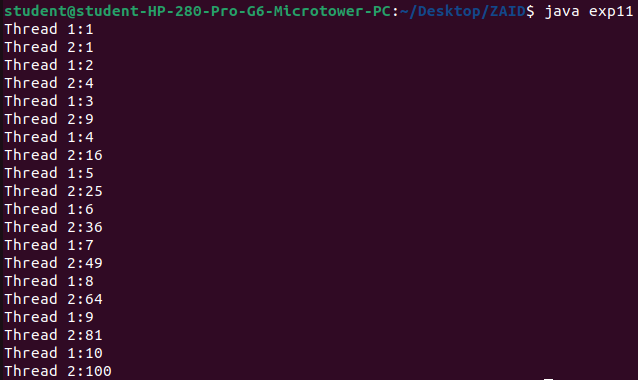 student@student-HP-280-Pro-G6-Microtower-PC:~/Desktop/ZAID$ java exp11
Thread 1:1
Thread 2:1
Thread 1:2
Thread 2:4
Thread 1:3
Thread 2:9
Thread 1:4
Thread 2:16
Thread 1:5
Thread 2:25
Thread 1:6
Thread 2:36
Thread 1:7
Thread 2:49
Thread 1:8
Thread 2:64
Thread 1:9
Thread 2:81
Thread 1:10
Thread 2:100